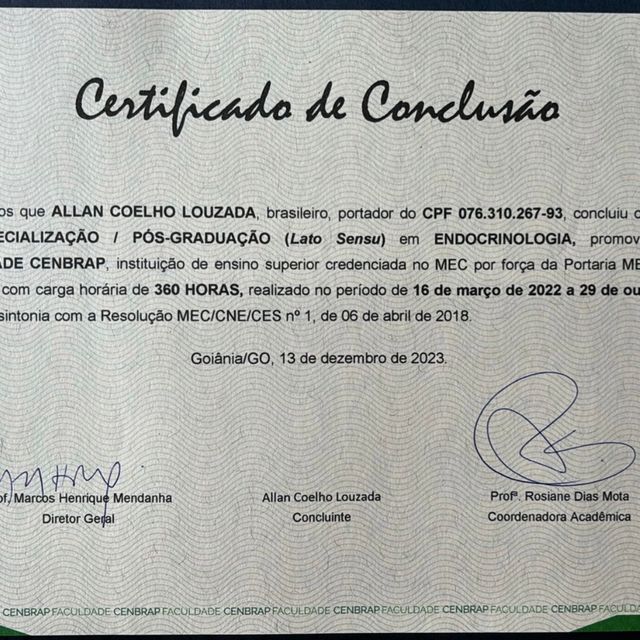 Certificado de Conclusão
os que ALLAN COELHO LOUZADA, brasileiro, portador do CPF 076.310.267-93, concluiu
ECIALIZAÇÃO / PÓS-GRADUAÇÃO (Lato Sensu) em ENDOCRINOLOGIA, promov
DE CENBRAP, instituição de ensino superior credenciada no MEC por força da Portaria ME
com carga horária de 360 HORAS, realizado no período de 16 de março de 2022 a 29 de ou
sintonia com a Resolução MEC/CNE/CES nº 1, de 06 de abril de 2018.
Goiânia/GO, 13 de dezembro de 2023.
of. Marcos Henrique Mendanha
Diretor Geral
Allan Coelho Louzada
Concluinte
Profª. Rosiane Dias Mota
Coordenadora Acadêmica
CENBRAP FACULDADE CENBRAP FACULDADE CENBRAP FACULDADE CENBRAP FACULDADE CENBRAP FACULDADE CENBRAP FACULDA